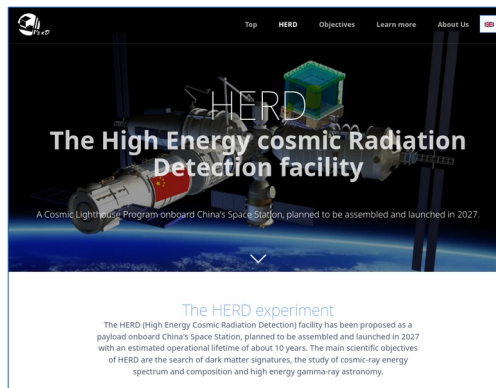 Top HERD Objectives Learn more About Us
HERD
The High Energy cosmic Radiation
Detection facility
A Cosmic Lighthouse Program onboard China's Space Station, planned to be assembled and launched in 2027.
The HERD experiment
The HERD (High Energy Cosmic Radiation Detection) facility has been proposed as a
payload onboard China's Space Station, planned to be assembled and launched in 2027
with an estimated operational lifetime of about 10 years. The main scientific objectives
of HERD are the search of dark matter signatures, the study of cosmic-ray energy
spectrum and composition and high energy gamma-ray astronomy.